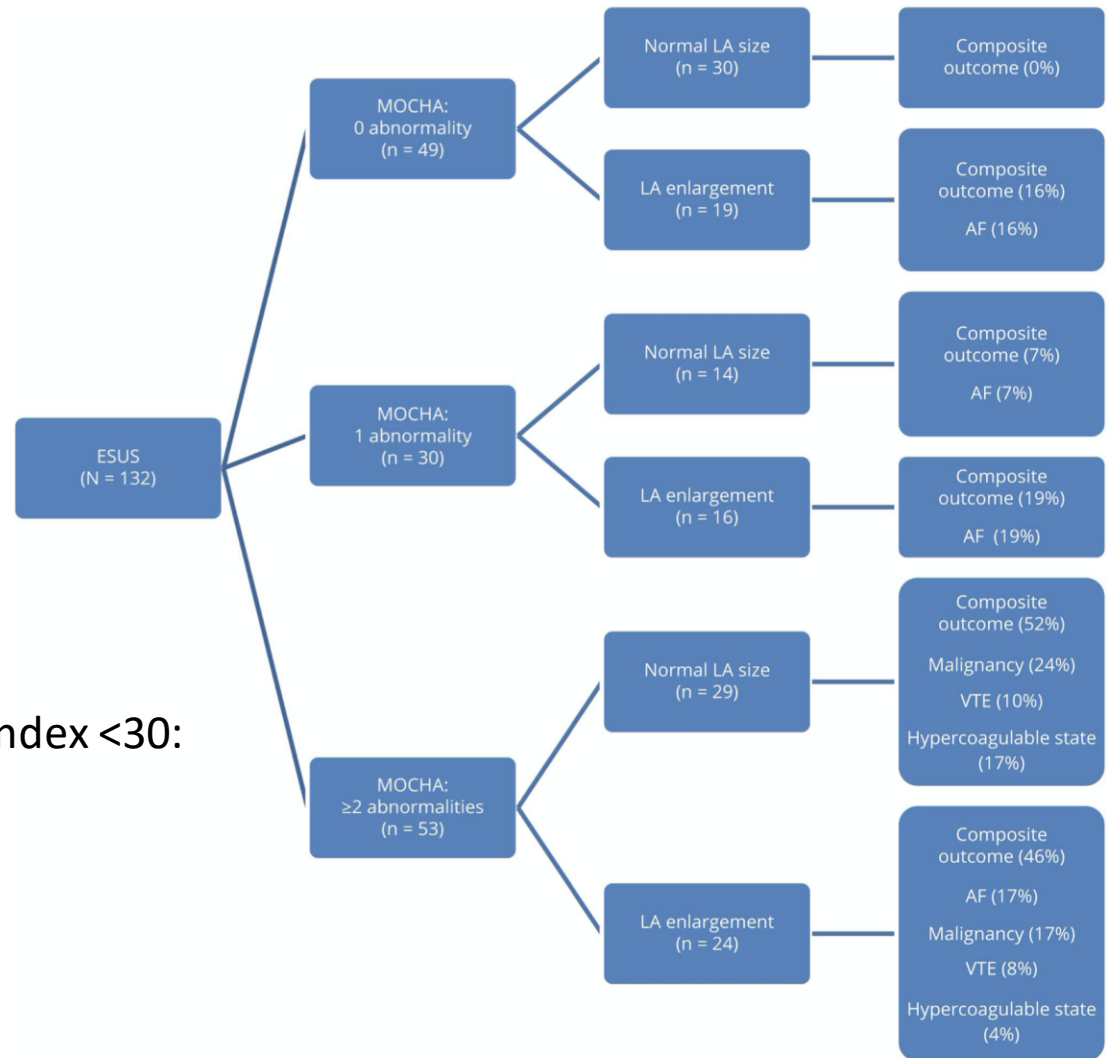 ESUS
(N = 132)
MOCHA:
0 abnormality
(n = 49)
Normal LA size
(n = 30)
Composite
outcome (0%)
LA enlargement
(n = 19)
Composite
outcome (16%)
AF (16%)
MOCHA:
1 abnormality
(n = 30)
Normal LA size
(n = 14)
Composite
outcome (7%)
AF (7%)
LA enlargement
(n = 16)
Composite
outcome (19%)
AF (19%)
ndex <30:
MOCHA:
≥2 abnormalities
(n = 53)
Normal LA size
(n = 29)
Composite
outcome (52%)
Malignancy (24%)
VTE (10%)
Hypercoagulable state
(17%)
LA enlargement
(n = 24)
Composite
outcome (46%)
AF (17%)
Malignancy (17%)
VTE (8%)
Hypercoagulable state
(4%)